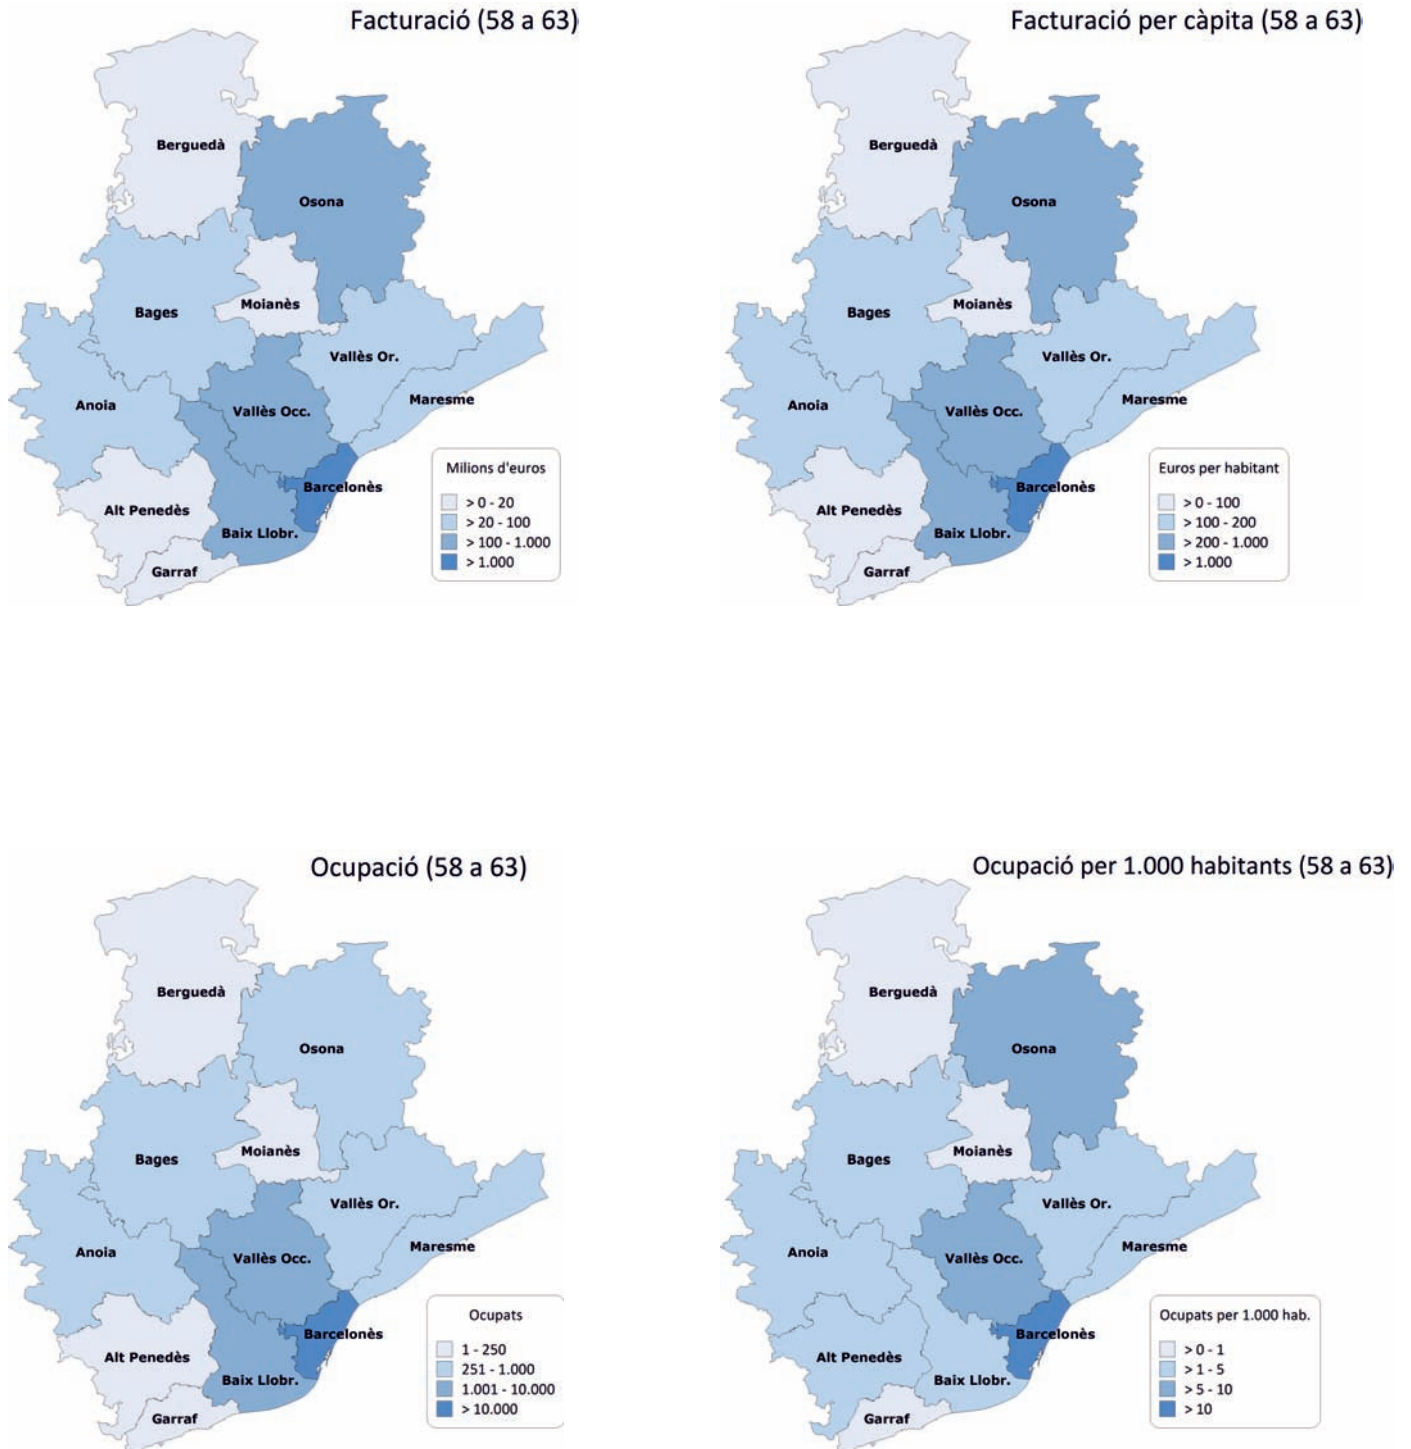 Facturació (58 a 63)
Berguedà
Osona
Moianès
Bages
Vallès Or.
Maresme
Anoia
Vallès Occ.
Barcelonès
Alt Penedès
Baix Llobr.
Garraf
Milions d'euros
> 0 - 20
> 20 - 100
> 100 - 1.000
> 1.000
Facturació per càpita (58 a 63)
Berguedà
Osona
Moianès
Bages
Vallès Or.
Maresme
Anoia
Vallès Occ.
Barcelonès
Alt Penedès
Baix Llobr.
Garraf
Euros per habitant
> 0 - 100
> 100 - 200
> 200 - 1.000
> 1.000
Ocupació (58 a 63)
Berguedà
Osona
Moianès
Bages
Vallès Or.
Maresme
Anoia
Vallès Occ.
Barcelonès
Alt Penedès
Baix Llobr.
Garraf
Ocupats
1 - 250
251 - 1.000
1.001 - 10.000
> 10.000
Ocupació per 1.000 habitants (58 a 63)
Berguedà
Osona
Moianès
Bages
Vallès Or.
Maresme
Anoia
Vallès Occ.
Barcelonès
Alt Penedès
Baix Llobr.
Garraf
Ocupats per 1.000 hab.
> 0 - 1
> 1 - 5
> 5 - 10
> 10